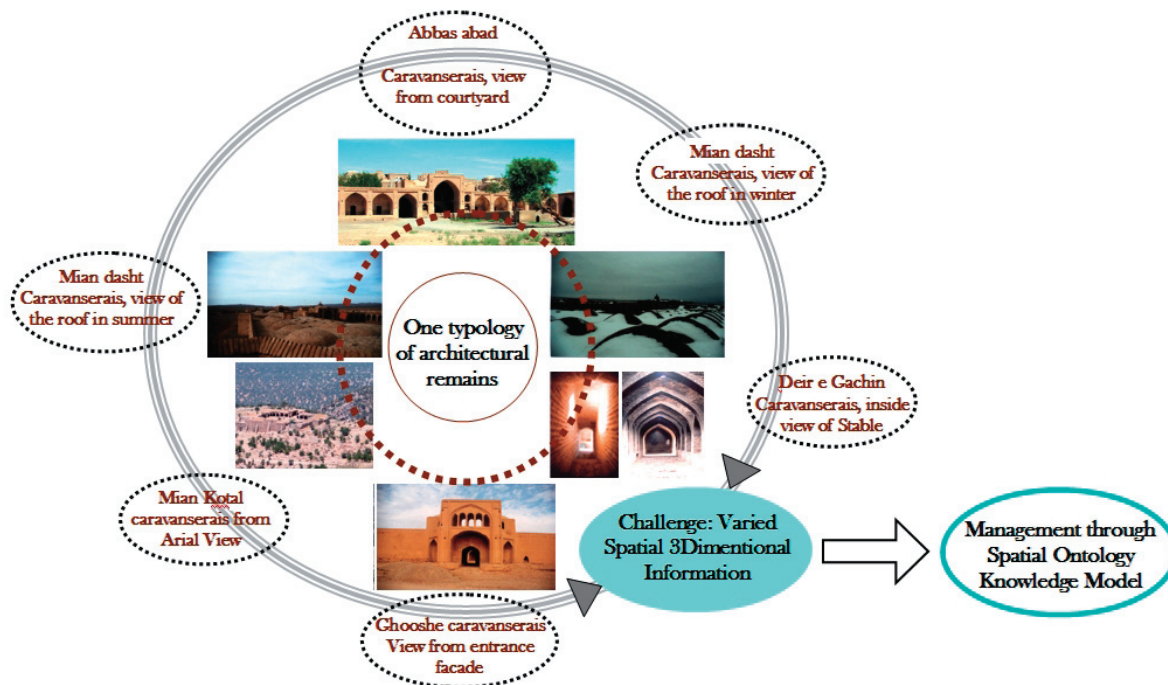 Abbas abad
Caravanserais, view
from courtyard
Mian dasht
Caravanserais, view of
the roof in winter
Mian dasht
Caravanserais, view of
the roof in summer
One typology
of architectural
remains
Deir e Gachin
Caravanserais, inside
view of Stable
Mian Kotal
caravanserais from
Arial View
Challenge: Varied
Spatial 3Dimentional
Information
Management through
Spatial Ontology
Knowledge Model
Ghooshe caravanserais
View from entrance
facade